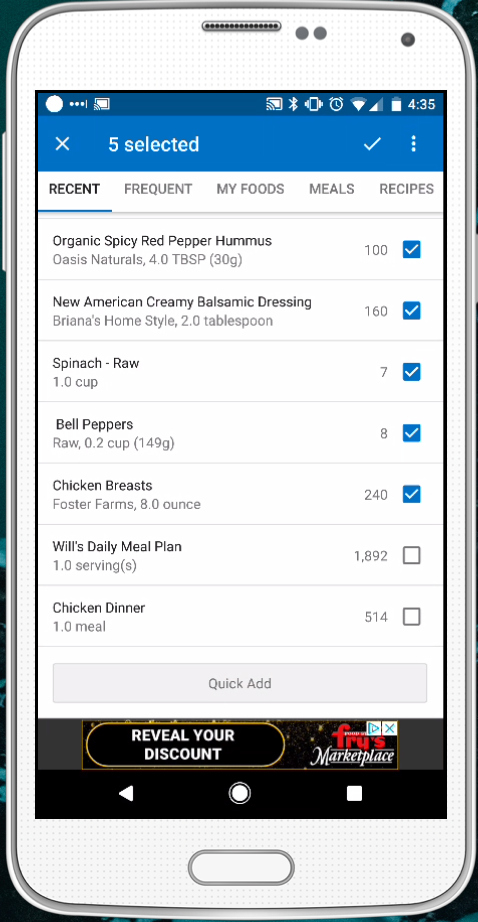 4:35
5 selected
RECENT FREQUENT MY FOODS MEALS RECIPES
Organic Spicy Red Pepper Hummus
Oasis Naturals, 4.0 TBSP (30g)
100
New American Creamy Balsamic Dressing
Briana's Home Style, 2.0 tablespoon
160
Spinach - Raw
1.0 cup
7
Bell Peppers
Raw, 0.2 cup (149g)
8
Chicken Breasts
Foster Farms, 8.0 ounce
240
Will's Daily Meal Plan
1.0 serving(s)
1,892
Chicken Dinner
1.0 meal
514
Quick Add
REVEAL YOUR
DISCOUNT
fry's
Marketplace